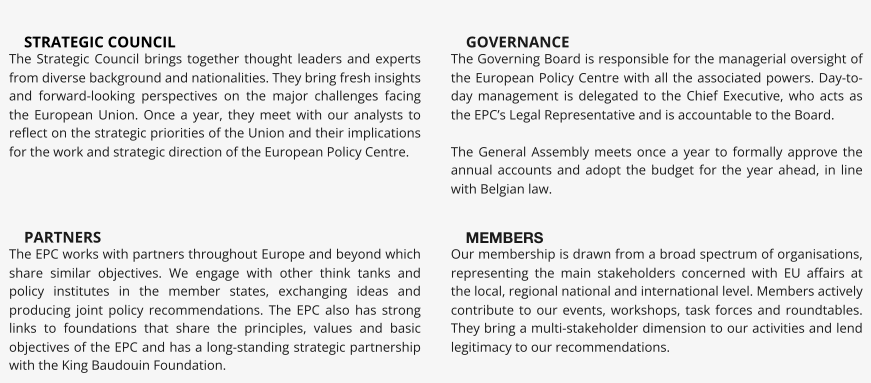 STRATEGIC COUNCIL
The Strategic Council brings together thought leaders and experts
from diverse background and nationalities. They bring fresh insights
and forward-looking perspectives on the major challenges facing
the European Union. Once a year, they meet with our analysts to
reflect on the strategic priorities of the Union and their implications
for the work and strategic direction of the European Policy Centre.
GOVERNANCE
The Governing Board is responsible for the managerial oversight of
the European Policy Centre with all the associated powers. Day-to-
day management is delegated to the Chief Executive, who acts as
the EPC’s Legal Representative and is accountable to the Board.
The General Assembly meets once a year to formally approve the
annual accounts and adopt the budget for the year ahead, in line
with Belgian law.
PARTNERS
The EPC works with partners throughout Europe and beyond which
share similar objectives. We engage with other think tanks and
policy institutes in the member states, exchanging ideas and
producing joint policy recommendations. The EPC also has strong
links to foundations that share the principles, values and basic
objectives of the EPC and has a long-standing strategic partnership
with the King Baudouin Foundation.
MEMBERS
Our membership is drawn from a broad spectrum of organisations,
representing the main stakeholders concerned with EU affairs at
the local, regional national and international level. Members actively
contribute to our events, workshops, task forces and roundtables.
They bring a multi-stakeholder dimension to our activities and lend
legitimacy to our recommendations.